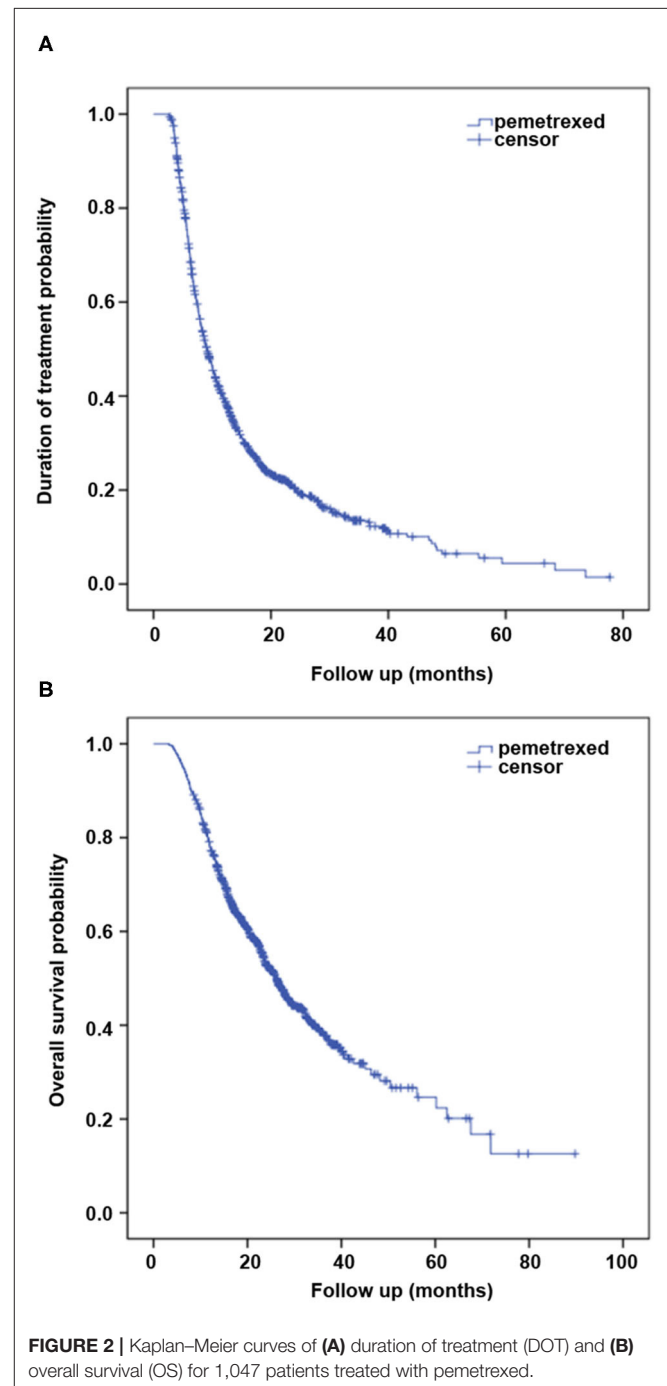 A
1.0
0.8
0.6
0.4
0.2
0.0
Duration of treatment probability
pemetrexed
censor
0 20 40 60 80
Follow up (months)
B
1.0
0.8
0.6
0.4
0.2
0.0
Overall survival probability
pemetrexed
censor
0 20 40 60 80 100
Follow up (months)
FIGURE 2 | Kaplan–Meier curves of (A) duration of treatment (DOT) and (B)
overall survival (OS) for 1,047 patients treated with pemetrexed.